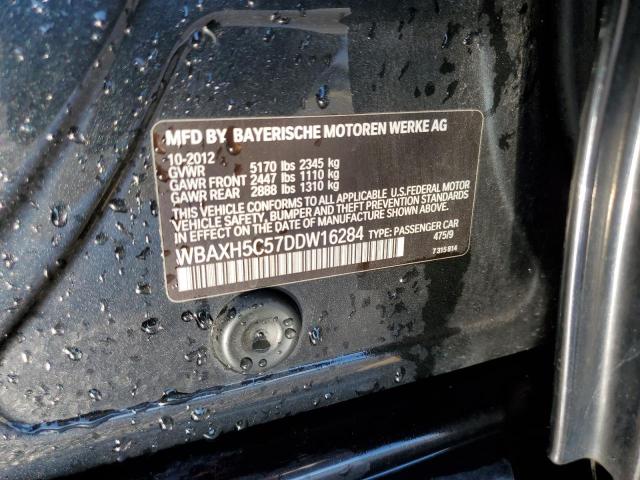 MFD BY BAYERISCHE MOTOREN WERKE AG
10-2012
GVWR 5170 lbs 2345 kg
GAWR FRONT 2447 lbs 1110 kg
GAWR REAR 2888 lbs 1310 kg
THIS VEHICLE CONFORMS TO ALL APPLICABLE U.S.FEDERAL MOTOR
VEHICLE SAFETY, BUMPER AND THEFT PREVENTION STANDARDS
IN EFFECT ON THE DATE OF MANUFACTURE SHOWN ABOVE.
WBAXH5C57DDW16284 TYPE: PASSENGER CAR
475/9
7 315 914